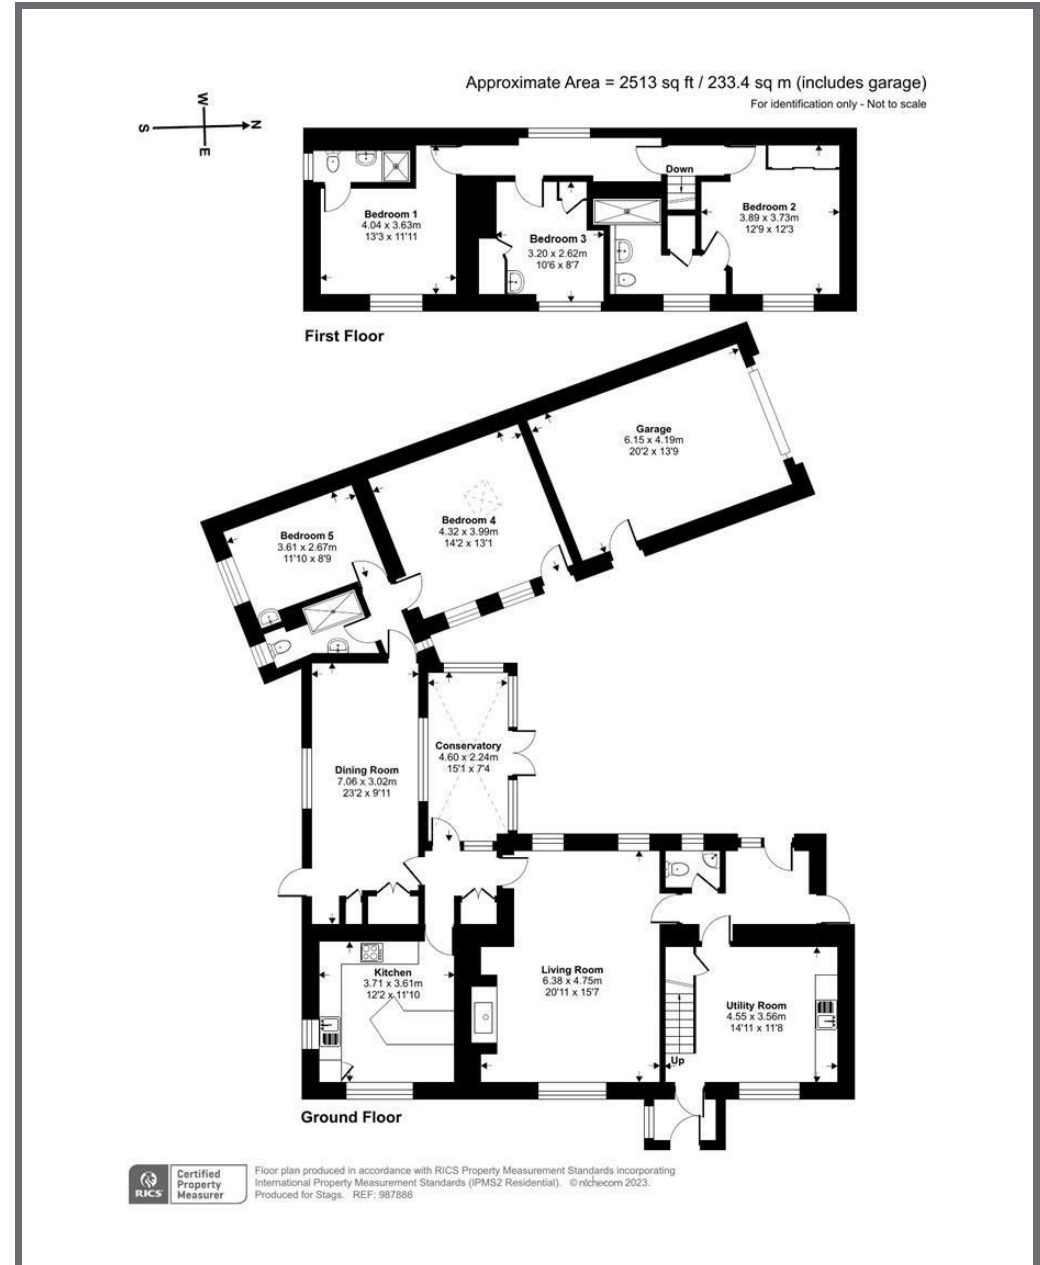 Approximate Area = 2513 sq ft / 233.4 sq m (includes garage)
For identification only - Not to scale
W
S
N
E
Down
Bedroom 1
4.04 x 3.63m
13'3 x 11'11
Bedroom 2
3.89 x 3.73m
12'9 x 12'3
Bedroom 3
3.20 x 2.62m
10'6 x 8'7
First Floor
Garage
6.15 x 4.19m
20'2 x 13'9
Bedroom 4
4.32 x 3.99m
14'2 x 13'1
Bedroom 5
3.61 x 2.67m
11'10 x 8'9
Conservatory
4.60 x 2.24m
15'1 x 7'4
Dining Room
7.06 x 3.02m
23'2 x 9'11
Kitchen
3.71 x 3.61m
12'2 x 11'10
Living Room
6.38 x 4.75m
20'11 x 15'7
Utility Room
4.55 x 3.56m
14'11 x 11'8
Up
Ground Floor
RICS
Certified
Property
Measurer
Floor plan produced in accordance with RICS Property Measurement Standards incorporating
International Property Measurement Standards (IPMS2 Residential). © nichecom 2023.
Produced for Stags. REF: 987886